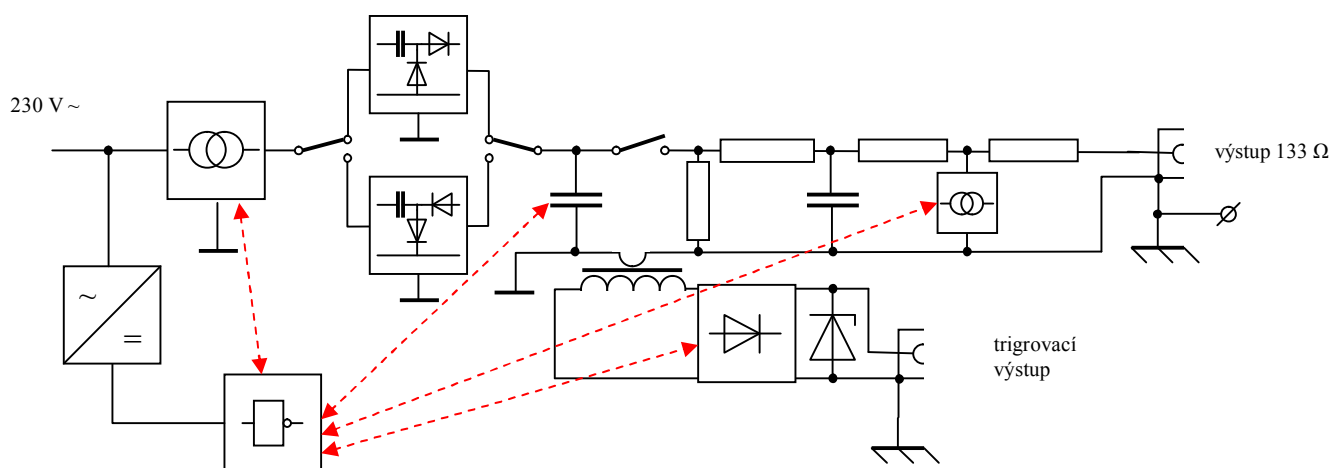 230 V ~
výstup 133 Ω
~
=
trigrovací
výstup